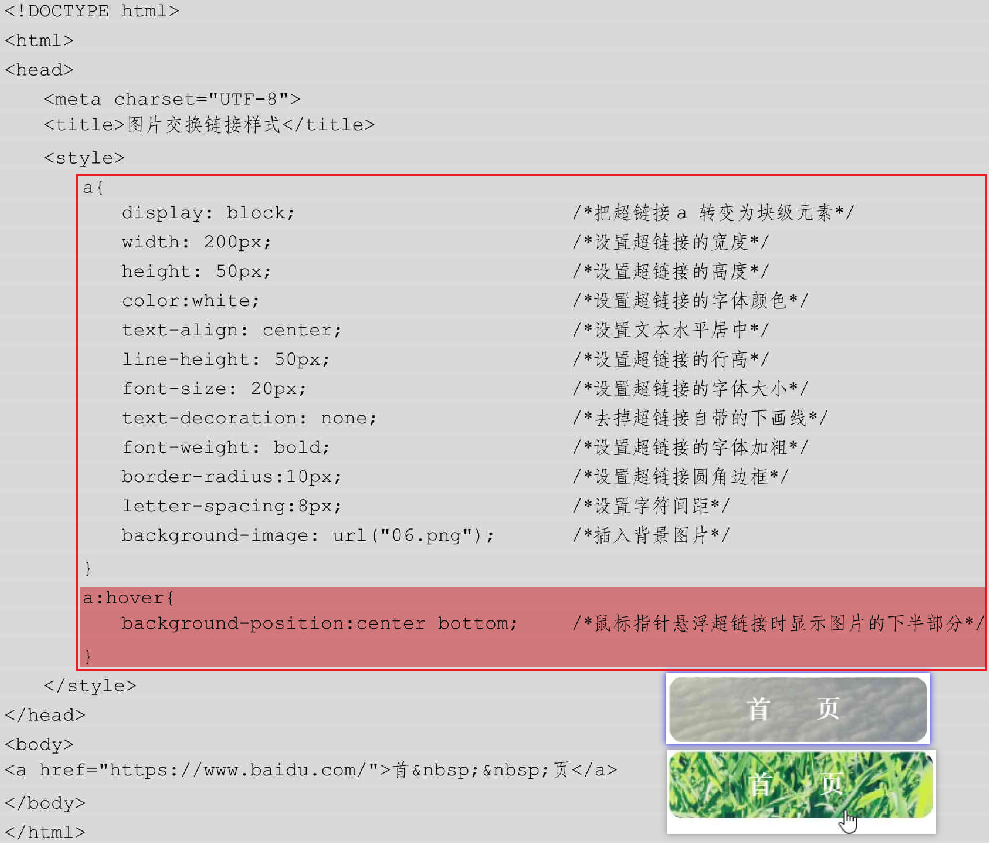 <!DOCTYPE html>
<html>
<head>
<meta charset="UTF-8">
<title>图片交换链接样式</title>
<style>
a{
display: block; /*把超链接 a 转变为块级元素*/
width: 200px; /*设置超链接的宽度*/
height: 50px; /*设置超链接的高度*/
color:white; /*设置超链接的字体颜色*/
text-align: center; /*设置文本水平居中*/
line-height: 50px; /*设置超链接的行高*/
font-size: 20px; /*设置超链接的字体大小*/
text-decoration: none; /*去掉超链接自带的下画线*/
font-weight: bold; /*设置超链接的字体加粗*/
border-radius:10px; /*设置超链接圆角边框*/
letter-spacing:8px; /*设置字符间距*/
background-image: url("06.png"); /*插入背景图片*/
}
a:hover{
background-position:center bottom; /*鼠标指针悬浮超链接时显示图片的下半部分*/
}
</style>
</head>
<body>
<a href="https://www.baidu.com/">首&nbsp;&nbsp;页</a>
</body>
</html>
首 页
首 页